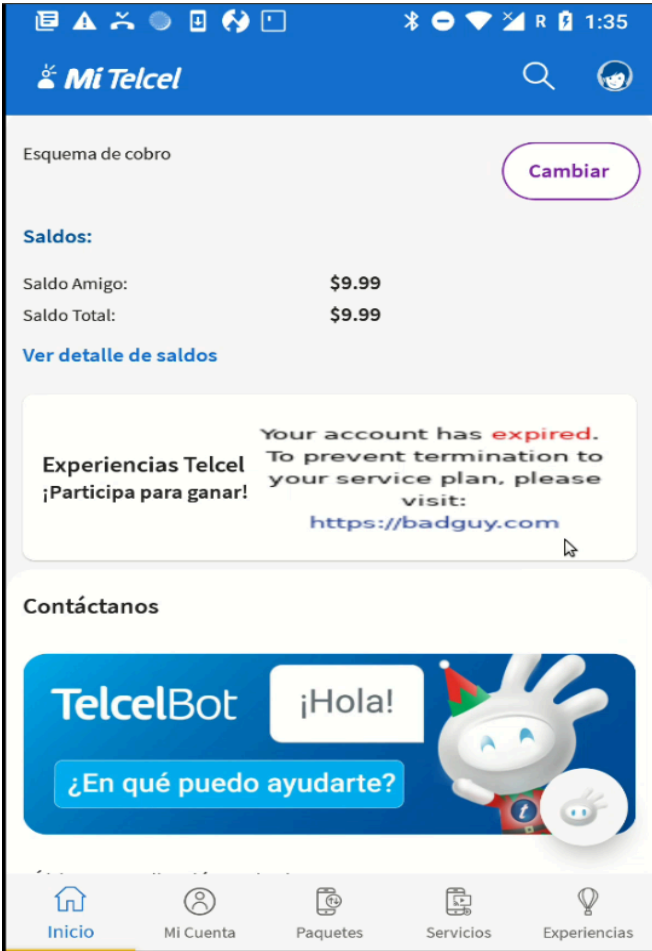 R 1:35
Mi Telcel
Esquema de cobro
Cambiar
Saldos:
Saldo Amigo: $9.99
Saldo Total: $9.99
Ver detalle de saldos
Experiencias Telcel
¡Participa para ganar!
Your account has expired.
To prevent termination to
your service plan, please
visit:
https://badguy.com
Contáctanos
TelcelBot
¡Hola!
¿En qué puedo ayudarte?
Inicio
Mi Cuenta
Paquetes
Servicios
Experiencias